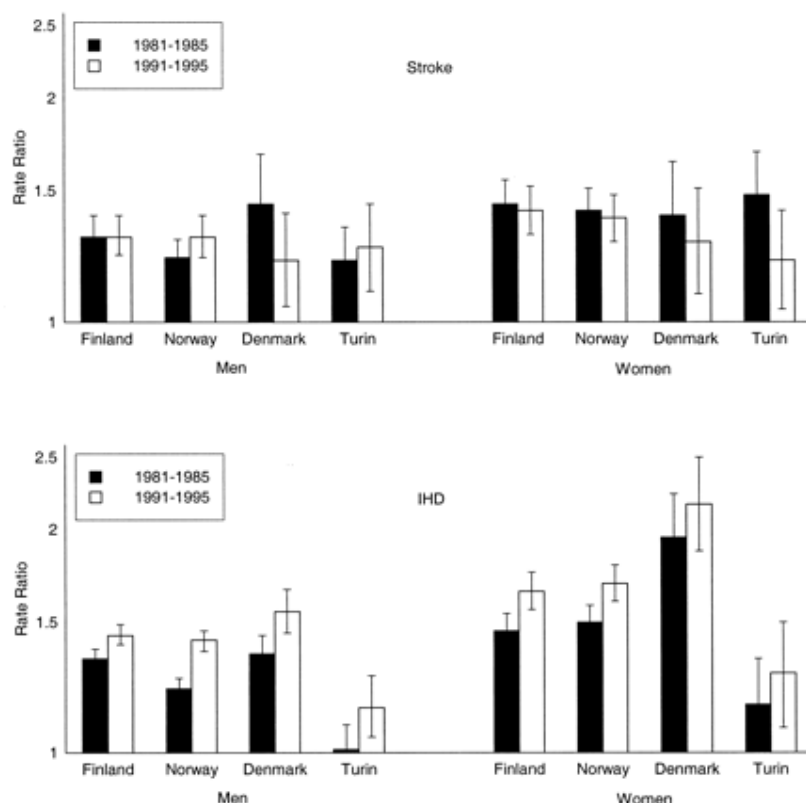 2.5
1981-1985
1991-1995
Stroke
2
Rate Ratio
1.5
1
Finland Norway Denmark Turin Finland Norway Denmark Turin
Men Women
2.5
1981-1985
1991-1995
IHD
2
Rate Ratio
1.5
1
Finland Norway Denmark Turin Finland Norway Denmark Turin
Men Women